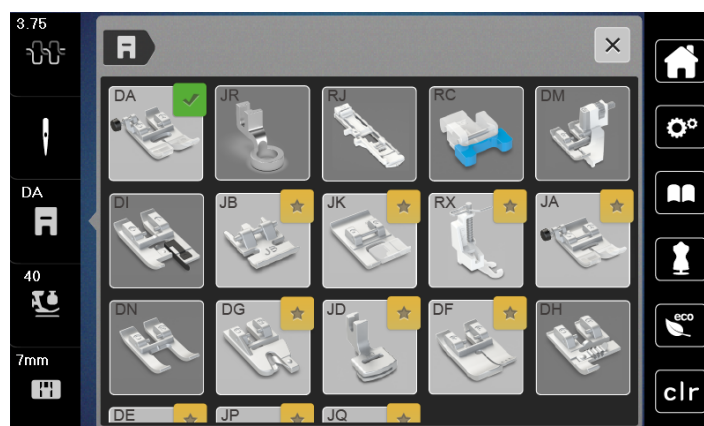 3.75
DA
40
7mm
DA
JR
RJ
RC
DM
DI
JB
JB
JK
RX
JA
DN
DG
JD
DF
DH
DE
JP
JQ
eco
clr